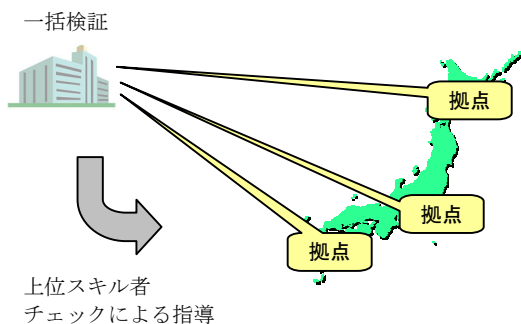 一括検証
拠点
拠点
拠点
上位スキル者
チェックによる指導